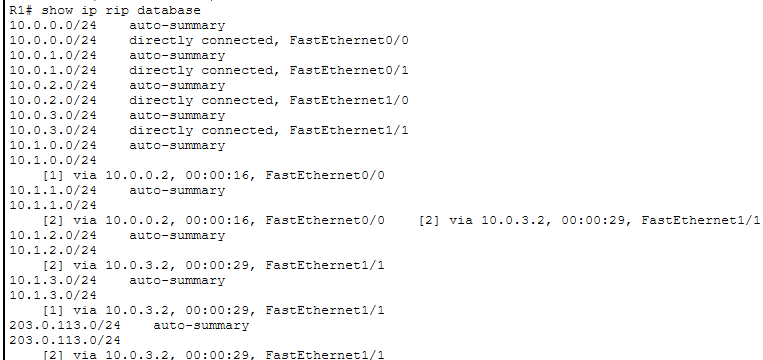 R1# show ip rip database
10.0.0.0/24    auto-summary
10.0.0.0/24    directly connected, FastEthernet0/0
10.0.1.0/24    auto-summary
10.0.1.0/24    directly connected, FastEthernet0/1
10.0.2.0/24    auto-summary
10.0.2.0/24    directly connected, FastEthernet1/0
10.0.3.0/24    auto-summary
10.0.3.0/24    directly connected, FastEthernet1/1
10.1.0.0/24    auto-summary
10.1.0.0/24
    [1] via 10.0.0.2, 00:00:16, FastEthernet0/0
10.1.1.0/24    auto-summary
10.1.1.0/24
    [2] via 10.0.0.2, 00:00:16, FastEthernet0/0    [2] via 10.0.3.2, 00:00:29, FastEthernet1/1
10.1.2.0/24    auto-summary
10.1.2.0/24
    [2] via 10.0.3.2, 00:00:29, FastEthernet1/1
10.1.3.0/24    auto-summary
10.1.3.0/24
    [1] via 10.0.3.2, 00:00:29, FastEthernet1/1
203.0.113.0/24    auto-summary
203.0.113.0/24
    [2] via 10.0.3.2, 00:00:29, FastEthernet1/1